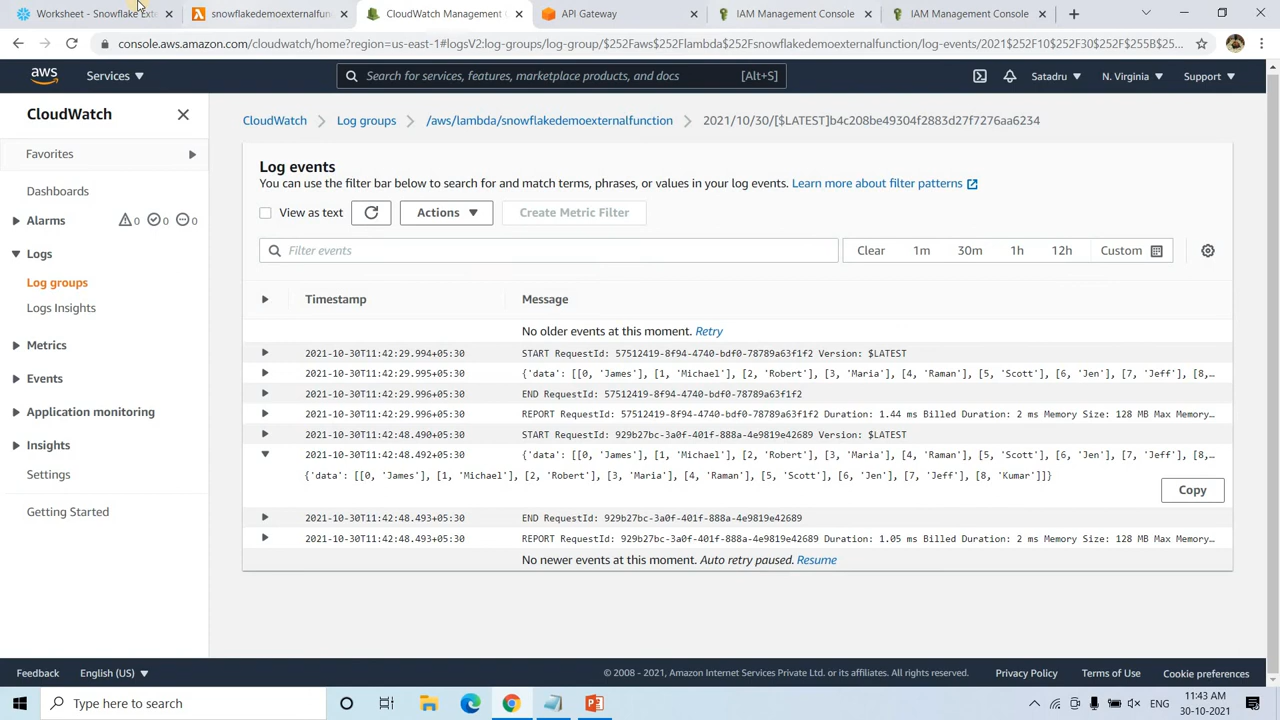 Worksheet - Snowflake Exte
snowflakedemoexternalfun
CloudWatch Management
API Gateway
IAM Management Console
IAM Management Console
console.aws.amazon.com/cloudwatch/home?region=us-east-1#logsV2:log-groups/log-group/$252Faws$252Flambda$252Fsnowflakedemoexternalfunction/log-events/2021$252F10$252F30$252F$255B$25...
aws
Services
Search for services, features, marketplace products, and docs
[Alt+S]
Satadru
N. Virginia
Support
CloudWatch
Favorites
Dashboards
Alarms
0
0
0
Logs
Log groups
Logs Insights
Metrics
Events
Application monitoring
Insights
Settings
Getting Started
CloudWatch
Log groups
/aws/lambda/snowflakedemoexternalfunction
2021/10/30/[$LATEST]b4c208be49304f2883d27f7276aa6234
Log events
You can use the filter bar below to search for and match terms, phrases, or values in your log events. Learn more about filter patterns
View as text
Actions
Create Metric Filter
Filter events
Clear
1m
30m
1h
12h
Custom
Timestamp
Message
No older events at this moment. Retry
2021-10-30T11:42:29.994+05:30 START RequestId: 57512419-8f94-4740-bdf0-78789a63f1f2 Version: $LATEST
2021-10-30T11:42:29.995+05:30 {'data': [[0, 'James'], [1, 'Michael'], [2, 'Robert'], [3, 'Maria'], [4, 'Raman'], [5, 'Scott'], [6, 'Jen'], [7, 'Jeff'], [8,...
2021-10-30T11:42:29.996+05:30 END RequestId: 57512419-8f94-4740-bdf0-78789a63f1f2
2021-10-30T11:42:29.996+05:30 REPORT RequestId: 57512419-8f94-4740-bdf0-78789a63f1f2 Duration: 1.44 ms Billed Duration: 2 ms Memory Size: 128 MB Max Memory...
2021-10-30T11:42:48.490+05:30 START RequestId: 929b27bc-3a0f-401f-888a-4e9819e42689 Version: $LATEST
2021-10-30T11:42:48.492+05:30 {'data': [[0, 'James'], [1, 'Michael'], [2, 'Robert'], [3, 'Maria'], [4, 'Raman'], [5, 'Scott'], [6, 'Jen'], [7, 'Jeff'], [8,...
{'data': [[0, 'James'], [1, 'Michael'], [2, 'Robert'], [3, 'Maria'], [4, 'Raman'], [5, 'Scott'], [6, 'Jen'], [7, 'Jeff'], [8, 'Kumar']]}
Copy
2021-10-30T11:42:48.493+05:30 END RequestId: 929b27bc-3a0f-401f-888a-4e9819e42689
2021-10-30T11:42:48.493+05:30 REPORT RequestId: 929b27bc-3a0f-401f-888a-4e9819e42689 Duration: 1.05 ms Billed Duration: 2 ms Memory Size: 128 MB Max Memory...
No newer events at this moment. Auto retry paused. Resume
Feedback
English (US)
© 2008 - 2021, Amazon Internet Services Private Ltd. or its affiliates. All rights reserved.
Privacy Policy
Terms of Use
Cookie preferences
Type here to search
ENG
11:43 AM
30-10-2021